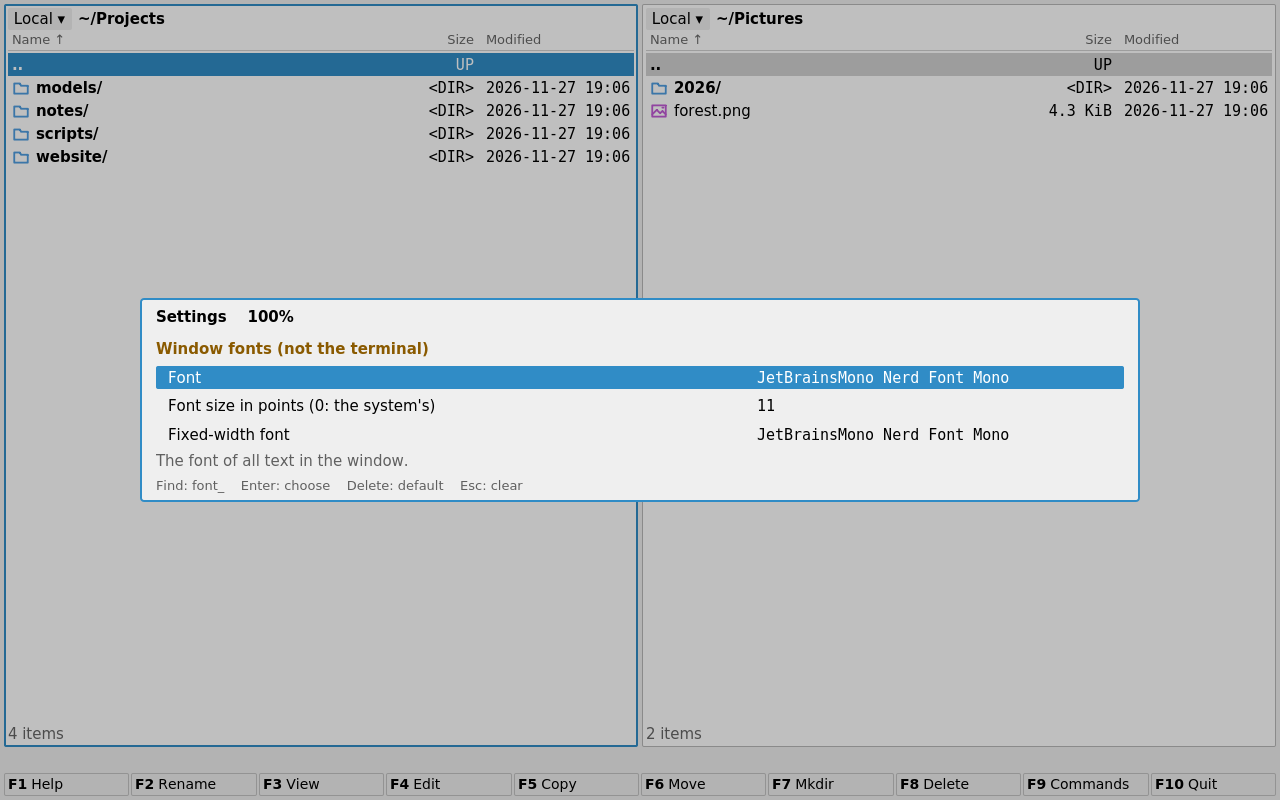 Local ▾ ~/Projects
Name ↑ Size Modified
.. UP
models/ <DIR> 2026-11-27 19:06
notes/ <DIR> 2026-11-27 19:06
scripts/ <DIR> 2026-11-27 19:06
website/ <DIR> 2026-11-27 19:06
4 items
Local ▾ ~/Pictures
Name ↑ Size Modified
.. UP
2026/ <DIR> 2026-11-27 19:06
forest.png 4.3 KiB 2026-11-27 19:06
2 items
Settings 100%
Window fonts (not the terminal)
Font JetBrainsMono Nerd Font Mono
Font size in points (0: the system's) 11
Fixed-width font JetBrainsMono Nerd Font Mono
The font of all text in the window.
Find: font_ Enter: choose Delete: default Esc: clear
F1 Help F2 Rename F3 View F4 Edit F5 Copy F6 Move F7 Mkdir F8 Delete F9 Commands F10 Quit